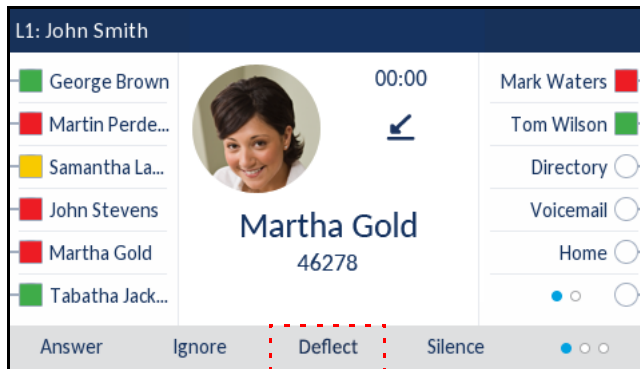 L1: John Smith
George Brown
Martin Perde...
Samantha La...
John Stevens
Martha Gold
Tabatha Jack...
00:00
Martha Gold
46278
Mark Waters
Tom Wilson
Directory
Voicemail
Home
Answer Ignore Deflect Silence